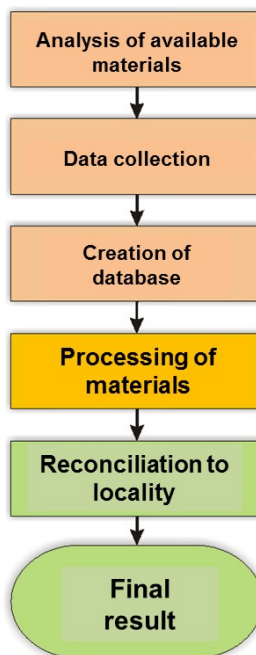 Analysis of available
materials
Data collection
Creation of
database
Processing of
materials
Reconciliation to
locality
Final
result